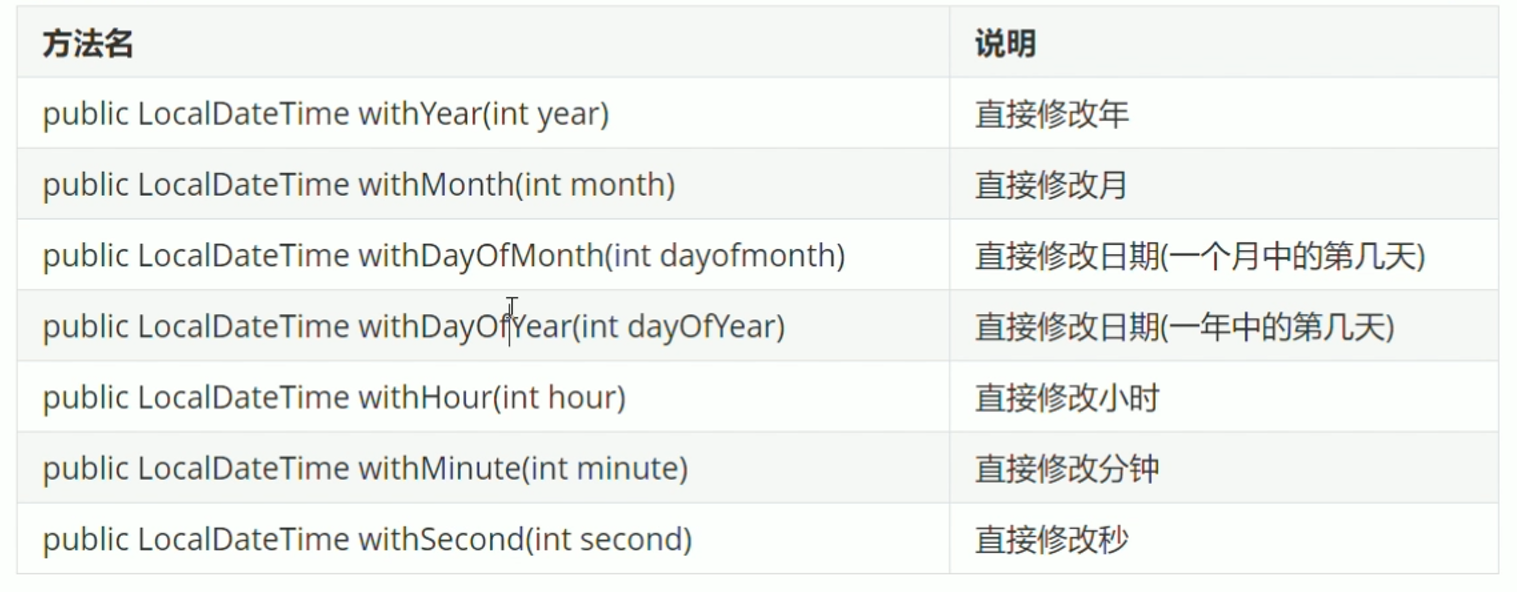 方法名 说明
public LocalDateTime withYear(int year) 直接修改年
public LocalDateTime withMonth(int month) 直接修改月
public LocalDateTime withDayOfMonth(int dayofmonth) 直接修改日期(一个月中的第几天)
public LocalDateTime withDayOfYear(int dayOfYear) 直接修改日期(一年中的第几天)
public LocalDateTime withHour(int hour) 直接修改小时
public LocalDateTime withMinute(int minute) 直接修改分钟
public LocalDateTime withSecond(int second) 直接修改秒